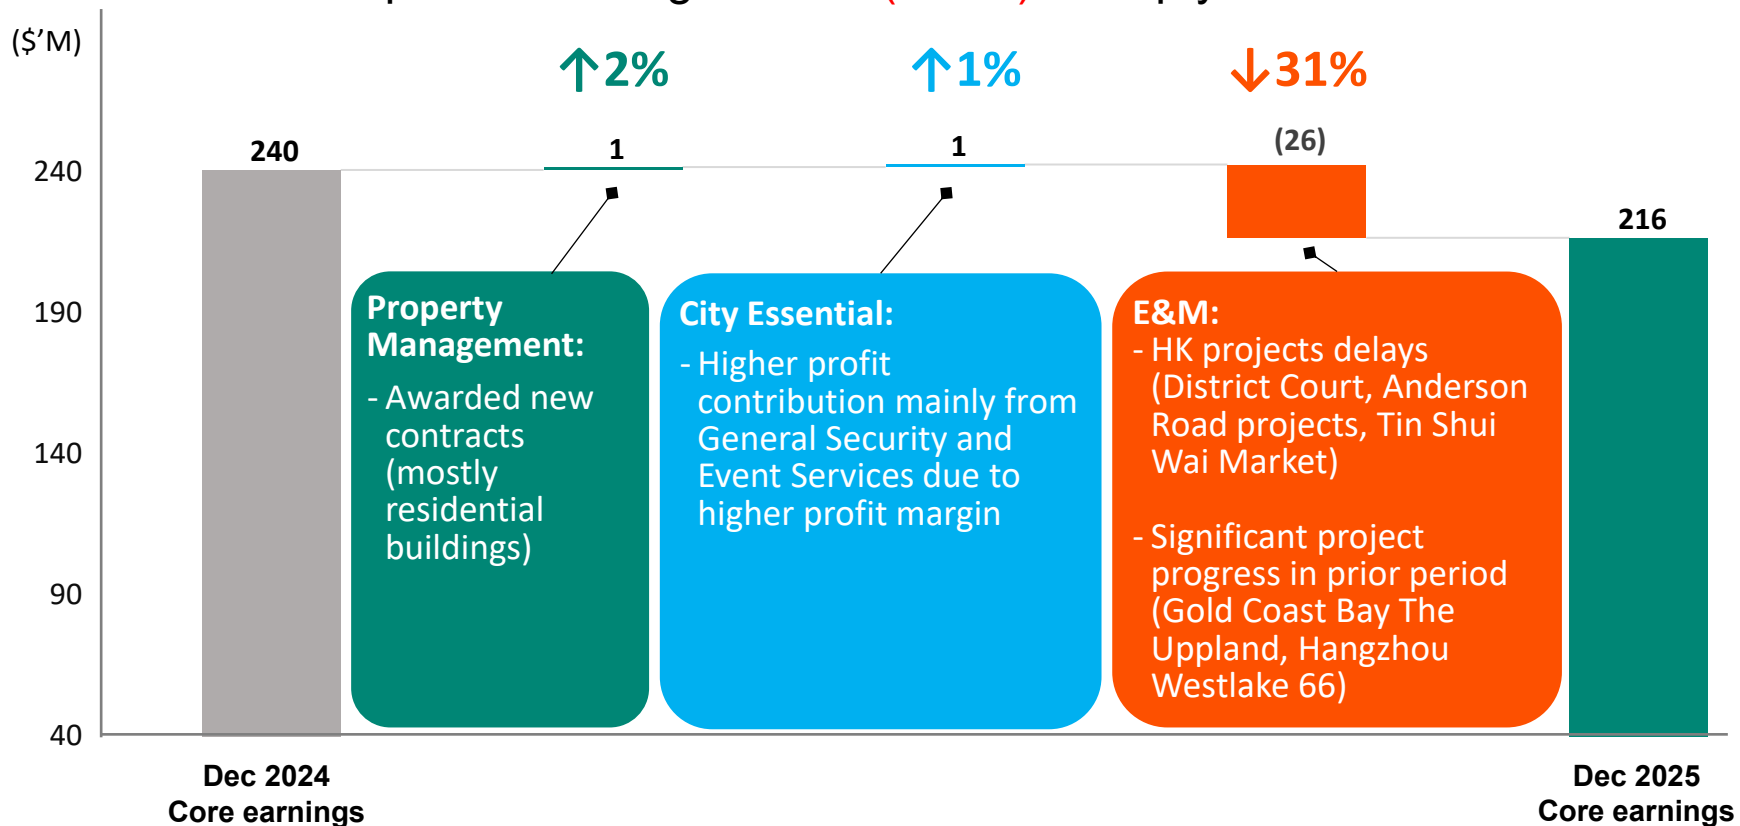 ($'M)
↑2%
↑1%
↓31%
240
1
1
(26)
216
240
190
140
90
40
Property
Management:
- Awarded new
contracts
(mostly
residential
buildings)
City Essential:
- Higher profit
contribution mainly from
General Security and
Event Services due to
higher profit margin
E&M:
- HK projects delays
(District Court, Anderson
Road projects, Tin Shui
Wai Market)
- Significant project
progress in prior period
(Gold Coast Bay The
Uppland, Hangzhou
Westlake 66)
Dec 2024
Core earnings
Dec 2025
Core earnings